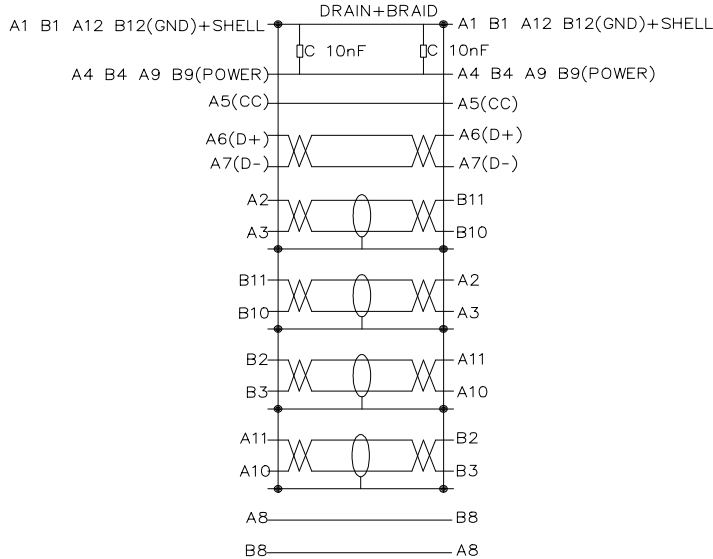 DRAIN+BRAID
A1 B1 A12 B12(GND)+SHELL A1 B1 A12 B12(GND)+SHELL
C 10nF C 10nF
A4 B4 A9 B9(POWER) A4 B4 A9 B9(POWER)
A5(CC) A5(CC)
A6(D+) A6(D+)
A7(D-) A7(D-)
A2 B11
A3 B10
B11 A2
B10 A3
B2 A11
B3 A10
A11 B2
A10 B3
A8 B8
B8 A8